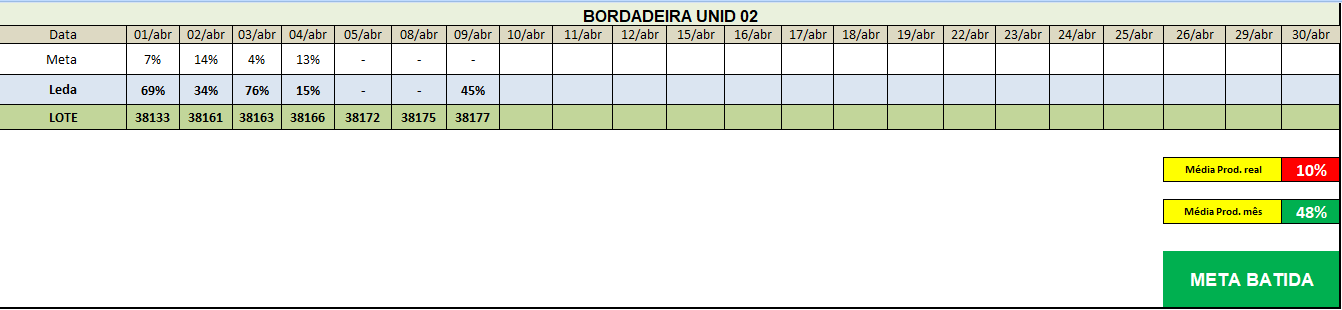 BORDADEIRA UNID 02
Data 01/abr 02/abr 03/abr 04/abr 05/abr 08/abr 09/abr 10/abr 11/abr 12/abr 15/abr 16/abr 17/abr 18/abr 19/abr 22/abr 23/abr 24/abr 25/abr 26/abr 29/abr 30/abr
Meta 7% 14% 4% 13% - - -
Leda 69% 34% 76% 15% - - 45%
LOTE 38133 38161 38163 38166 38172 38175 38177
Média Prod. real 10%
Média Prod. mês 48%
META BATIDA